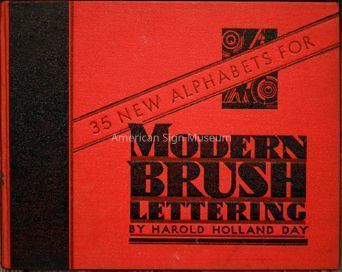 35 NEW ALPHABETS FOR
American Sign Museum
MODERN
BRUSH
LETTERING
BY HAROLD HOLLAND DAY